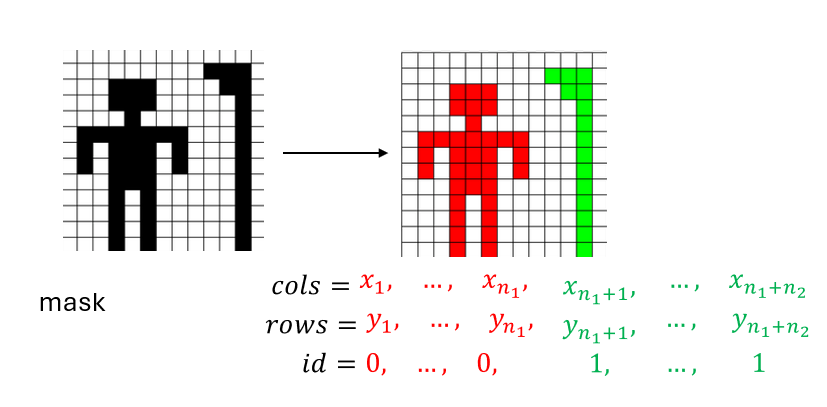 mask
cols = x₁, …, xₙ₁, xₙ₁₊₁, …, xₙ₁₊ₙ₂
rows = y₁, …, yₙ₁, yₙ₁₊₁, …, yₙ₁₊ₙ₂
id = 0, …, 0, 1, …, 1